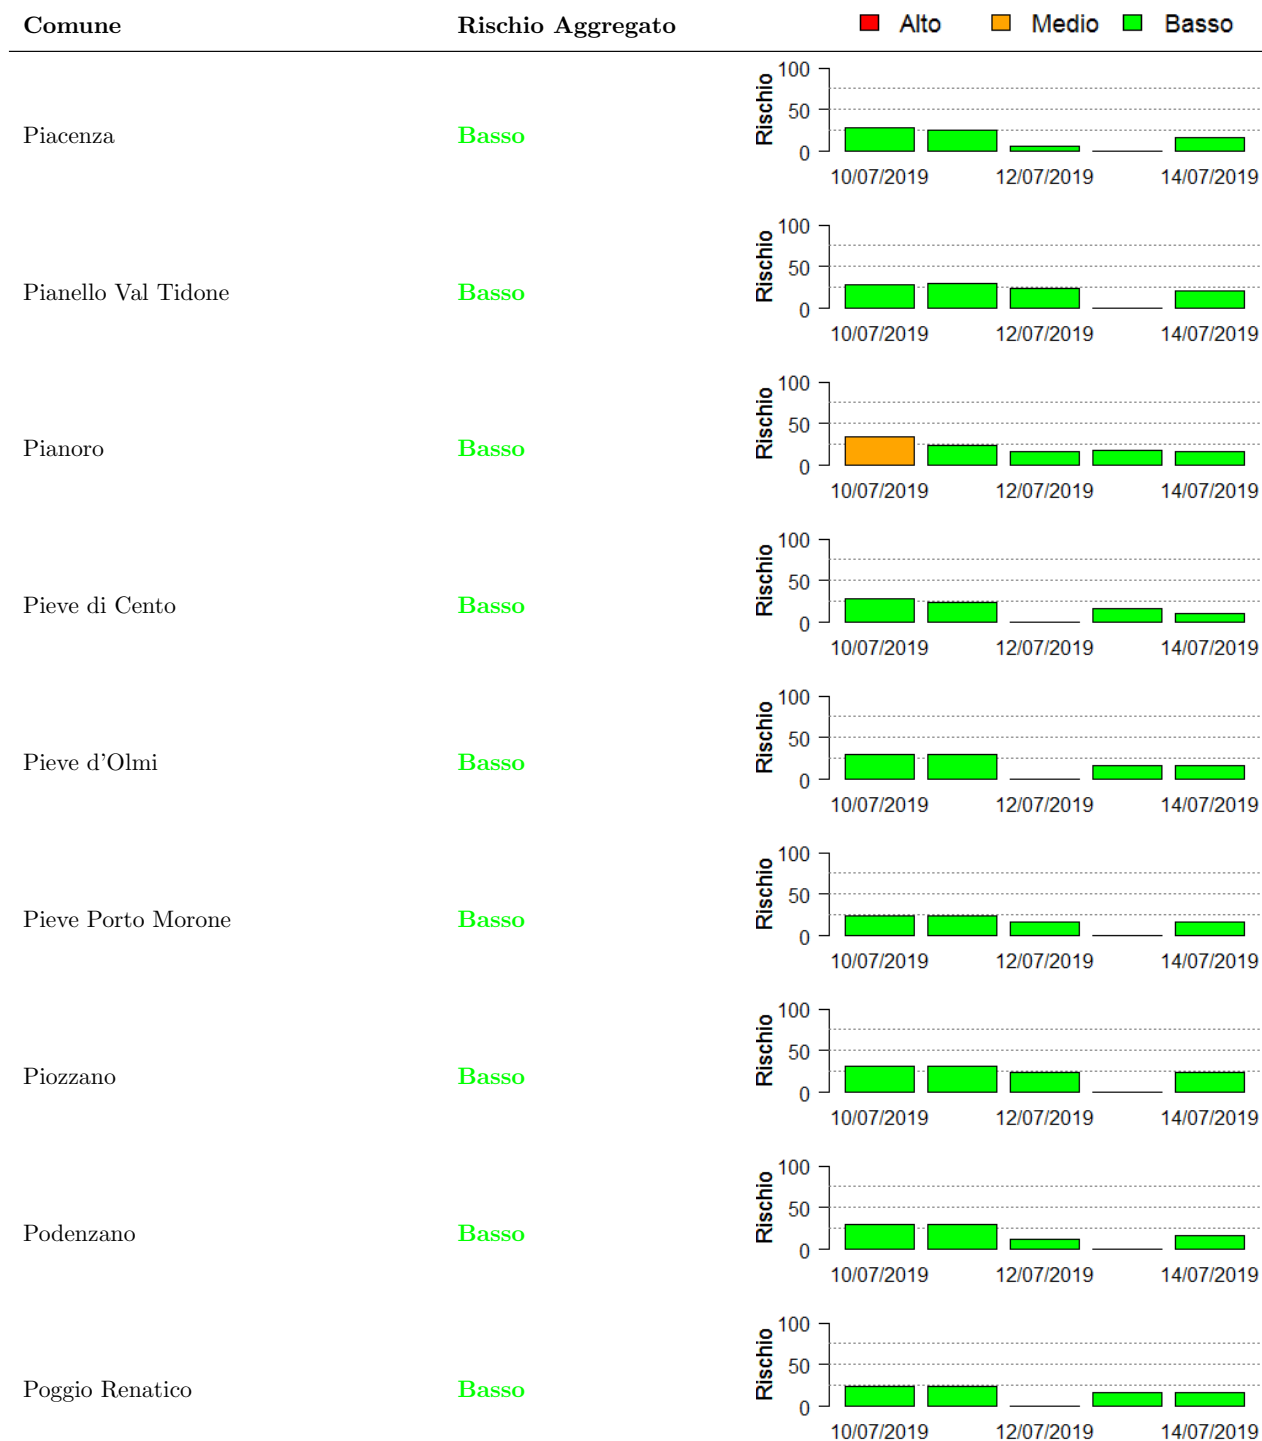 Comune Rischio Aggregato Alto Medio Basso
Piacenza Basso Rischio 100 50 0
10/07/2019 12/07/2019 14/07/2019
Pianello Val Tidone Basso Rischio 100 50 0
10/07/2019 12/07/2019 14/07/2019
Pianoro Basso Rischio 100 50 0
10/07/2019 12/07/2019 14/07/2019
Pieve di Cento Basso Rischio 100 50 0
10/07/2019 12/07/2019 14/07/2019
Pieve d'Olmi Basso Rischio 100 50 0
10/07/2019 12/07/2019 14/07/2019
Pieve Porto Morone Basso Rischio 100 50 0
10/07/2019 12/07/2019 14/07/2019
Piozzano Basso Rischio 100 50 0
10/07/2019 12/07/2019 14/07/2019
Podenzano Basso Rischio 100 50 0
10/07/2019 12/07/2019 14/07/2019
Poggio Renatico Basso Rischio 100 50 0
10/07/2019 12/07/2019 14/07/2019